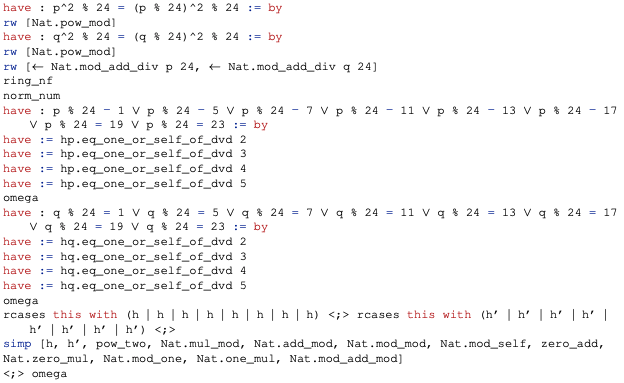 have : p^2 % 24 = (p % 24)^2 % 24 := by
rw [Nat.pow_mod]
have : q^2 % 24 = (q % 24)^2 % 24 := by
rw [Nat.pow_mod]
rw [← Nat.mod_add_div p 24, ← Nat.mod_add_div q 24]
ring_nf
norm_num
have : p % 24 = 1 ∨ p % 24 = 5 ∨ p % 24 = 7 ∨ p % 24 = 11 ∨ p % 24 = 13 ∨ p % 24 = 17
∨ p % 24 = 19 ∨ p % 24 = 23 := by
have := hp.eq_one_or_self_of_dvd 2
have := hp.eq_one_or_self_of_dvd 3
have := hp.eq_one_or_self_of_dvd 4
have := hp.eq_one_or_self_of_dvd 5
omega
have : q % 24 = 1 ∨ q % 24 = 5 ∨ q % 24 = 7 ∨ q % 24 = 11 ∨ q % 24 = 13 ∨ q % 24 = 17
∨ q % 24 = 19 ∨ q % 24 = 23 := by
have := hq.eq_one_or_self_of_dvd 2
have := hq.eq_one_or_self_of_dvd 3
have := hq.eq_one_or_self_of_dvd 4
have := hq.eq_one_or_self_of_dvd 5
omega
rcases this with (h | h | h | h | h | h | h | h) <;> rcases this with (h’ | h’ | h’ | h’ |
h’ | h’ | h’ | h’) <;>
simp [h, h’, pow_two, Nat.mul_mod, Nat.add_mod, Nat.mod_mod, Nat.mod_self, zero_add,
Nat.zero_mul, Nat.mod_one, Nat.one_mul, Nat.mod_add_mod]
<;> omega